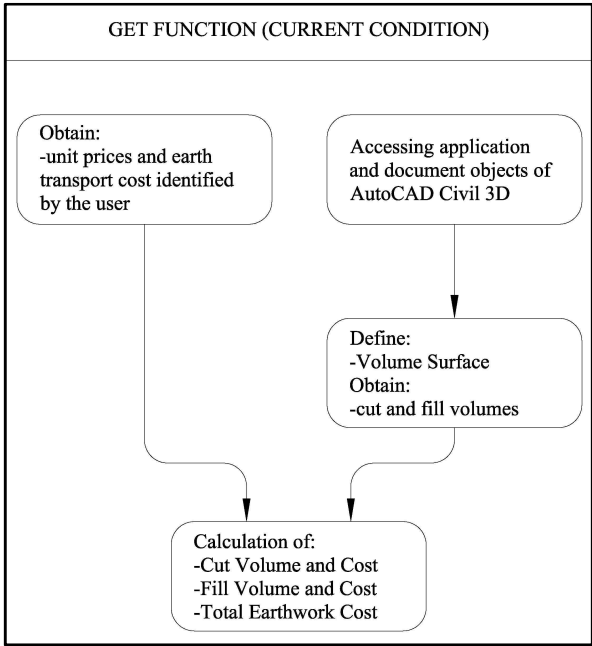 GET FUNCTION (CURRENT CONDITION)
Obtain:
-unit prices and earth
transport cost identified
by the user
Accessing application
and document objects of
AutoCAD Civil 3D
Define:
-Volume Surface
Obtain:
-cut and fill volumes
Calculation of:
-Cut Volume and Cost
-Fill Volume and Cost
-Total Earthwork Cost